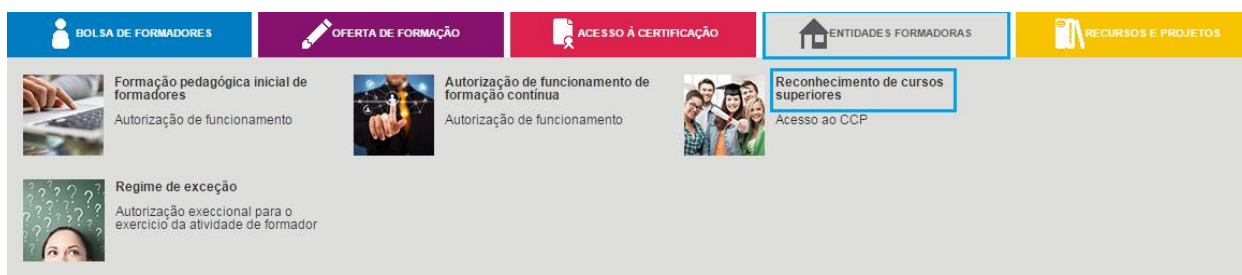 BOLSA DE FORMADORES
OFERTA DE FORMAÇÃO
ACESSO À CERTIFICAÇÃO
ENTIDADES FORMADORAS
RECURSOS E PROJETOS
Formação pedagógica inicial de
formadores
Autorização de funcionamento
Autorização de funcionamento de
formação contínua
Autorização de funcionamento
Reconhecimento de cursos
superiores
Acesso ao CCP
Regime de exceção
Autorização execcional para o
exercicio da atividade de formador